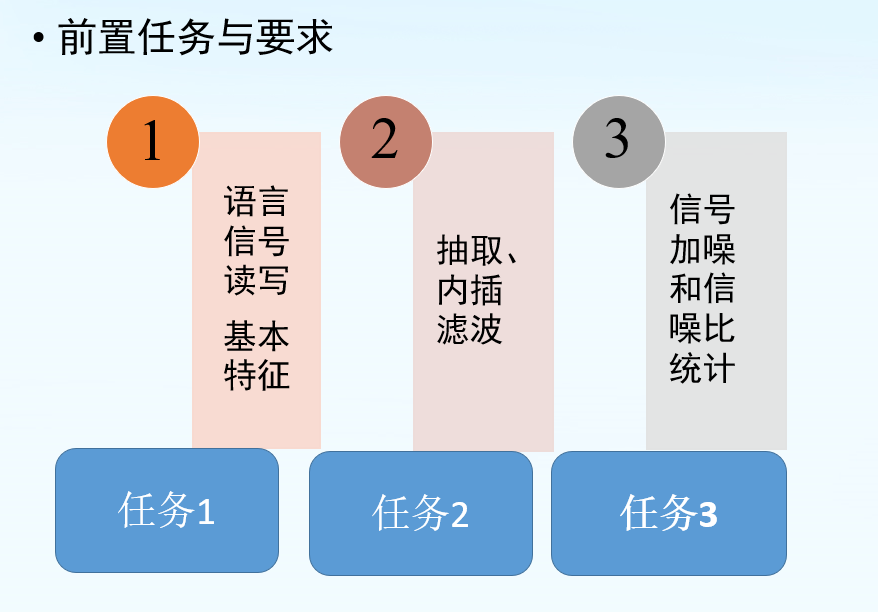 • 前置任务与要求
1
语言
信号
读写
基本
特征
2
抽取、
内插
滤波
3
信号
加噪
和信
噪比
统计
任务1
任务2
任务3